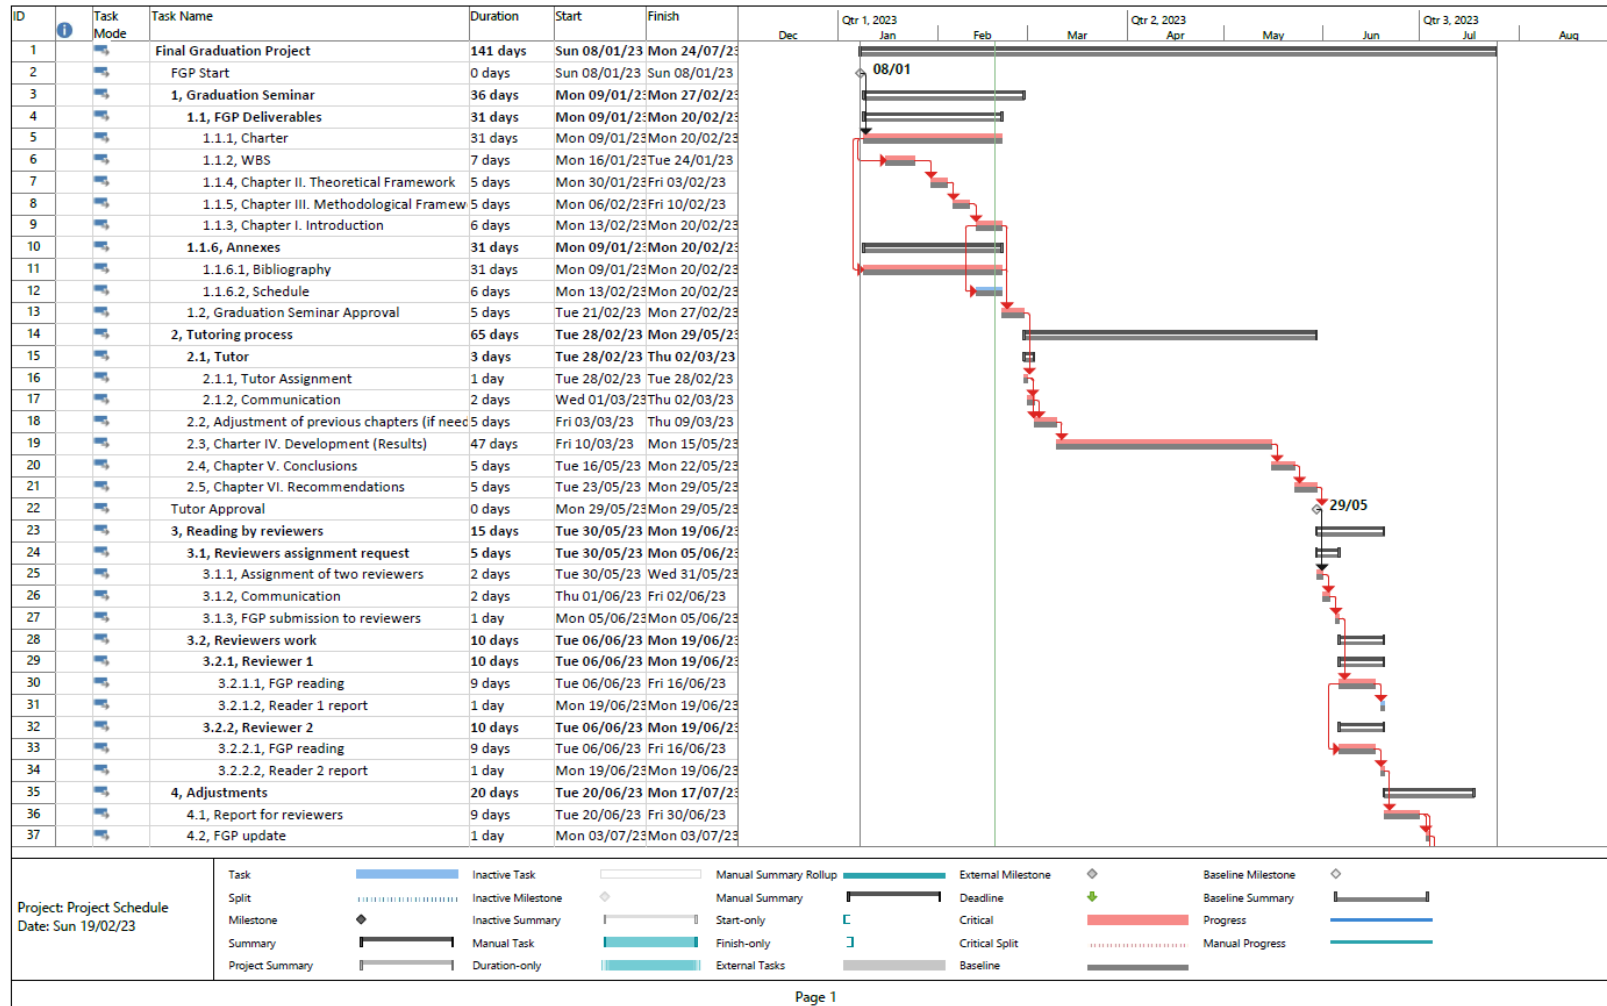 ID Task Mode Task Name Duration Start Finish
Qtr 1, 2023 Qtr 2, 2023 Qtr 3, 2023
Dec Jan Feb Mar Apr May Jun Jul Aug
1 Final Graduation Project 141 days Sun 08/01/23 Mon 24/07/23
2 FGP Start 0 days Sun 08/01/23 Sun 08/01/23 08/01
3 1, Graduation Seminar 36 days Mon 09/01/23 Mon 27/02/23
4 1.1, FGP Deliverables 31 days Mon 09/01/23 Mon 20/02/23
5 1.1.1, Charter 31 days Mon 09/01/23 Mon 20/02/23
6 1.1.2, WBS 7 days Mon 16/01/23 Tue 24/01/23
7 1.1.4, Chapter II. Theoretical Framework 5 days Mon 30/01/23 Fri 03/02/23
8 1.1.5, Chapter III. Methodological Framew 5 days Mon 06/02/23 Fri 10/02/23
9 1.1.3, Chapter I. Introduction 6 days Mon 13/02/23 Mon 20/02/23
10 1.1.6, Annexes 31 days Mon 09/01/23 Mon 20/02/23
11 1.1.6.1, Bibliography 31 days Mon 09/01/23 Mon 20/02/23
12 1.1.6.2, Schedule 6 days Mon 13/02/23 Mon 20/02/23
13 1.2, Graduation Seminar Approval 5 days Tue 21/02/23 Mon 27/02/23
14 2, Tutoring process 65 days Tue 28/02/23 Mon 29/05/23
15 2.1, Tutor 3 days Tue 28/02/23 Thu 02/03/23
16 2.1.1, Tutor Assignment 1 day Tue 28/02/23 Tue 28/02/23
17 2.1.2, Communication 2 days Wed 01/03/23 Thu 02/03/23
18 2.2, Adjustment of previous chapters (if need 5 days Fri 03/03/23 Thu 09/03/23
19 2.3, Charter IV. Development (Results) 47 days Fri 10/03/23 Mon 15/05/23
20 2.4, Chapter V. Conclusions 5 days Tue 16/05/23 Mon 22/05/23
21 2.5, Chapter VI. Recommendations 5 days Tue 23/05/23 Mon 29/05/23
22 Tutor Approval 0 days Mon 29/05/23 Mon 29/05/23 29/05
23 3, Reading by reviewers 15 days Tue 30/05/23 Mon 19/06/23
24 3.1, Reviewers assignment request 5 days Tue 30/05/23 Mon 05/06/23
25 3.1.1, Assignment of two reviewers 2 days Tue 30/05/23 Wed 31/05/23
26 3.1.2, Communication 2 days Thu 01/06/23 Fri 02/06/23
27 3.1.3, FGP submission to reviewers 1 day Mon 05/06/23 Mon 05/06/23
28 3.2, Reviewers work 10 days Tue 06/06/23 Mon 19/06/23
29 3.2.1, Reviewer 1 10 days Tue 06/06/23 Mon 19/06/23
30 3.2.1.1, FGP reading 9 days Tue 06/06/23 Fri 16/06/23
31 3.2.1.2, Reader 1 report 1 day Mon 19/06/23 Mon 19/06/23
32 3.2.2, Reviewer 2 10 days Tue 06/06/23 Mon 19/06/23
33 3.2.2.1, FGP reading 9 days Tue 06/06/23 Fri 16/06/23
34 3.2.2.2, Reader 2 report 1 day Mon 19/06/23 Mon 19/06/23
35 4, Adjustments 20 days Tue 20/06/23 Mon 17/07/23
36 4.1, Report for reviewers 9 days Tue 20/06/23 Fri 30/06/23
37 4.2, FGP update 1 day Mon 03/07/23 Mon 03/07/23
Project: Project Schedule
Date: Sun 19/02/23
Task Inactive Task Manual Summary Rollup External Milestone Baseline Milestone
Split Inactive Milestone Manual Summary Deadline Baseline Summary
Milestone Inactive Summary Start-only Critical Progress
Summary Manual Task Finish-only Critical Split Manual Progress
Project Summary Duration-only External Tasks Baseline
Page 1